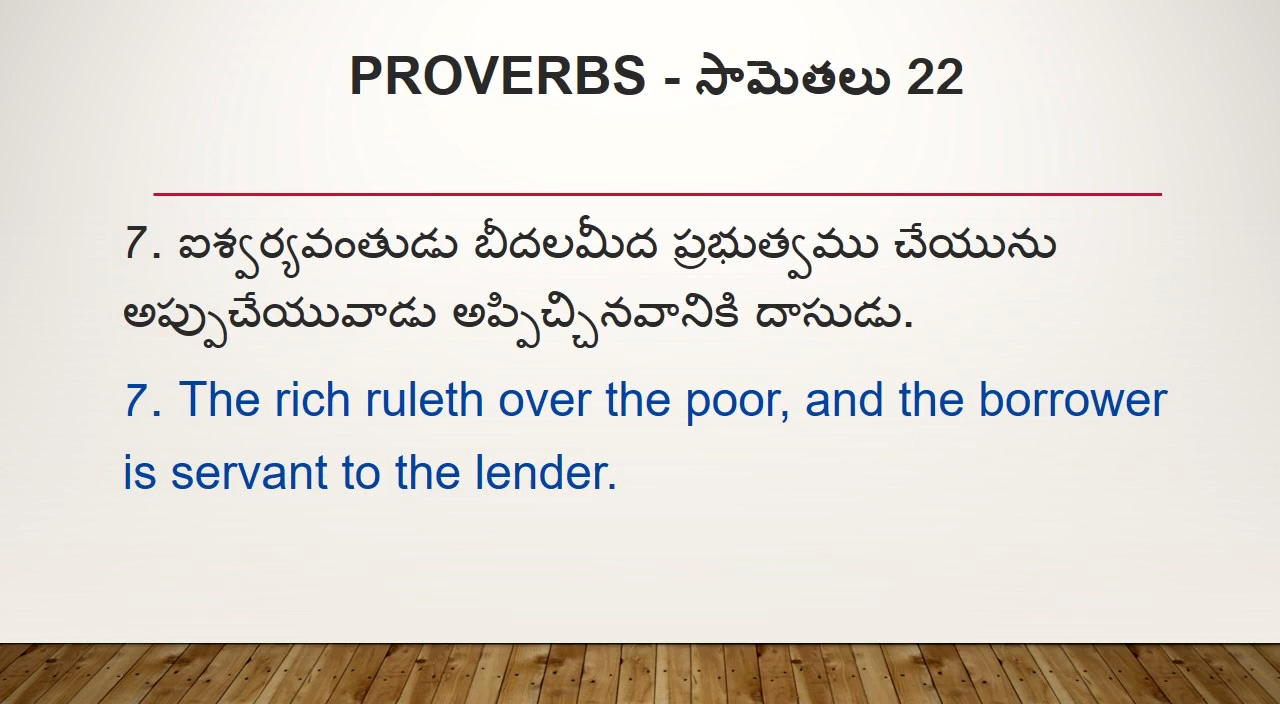 PROVERBS - సామెతలు 22
7. ఐశ్వర్యవంతుడు బీదలమీద ప్రభుత్వము చేయును
అప్పుచేయువాడు అప్పిచ్చినవానికి దాసుడు.
7. The rich ruleth over the poor, and the borrower
is servant to the lender.